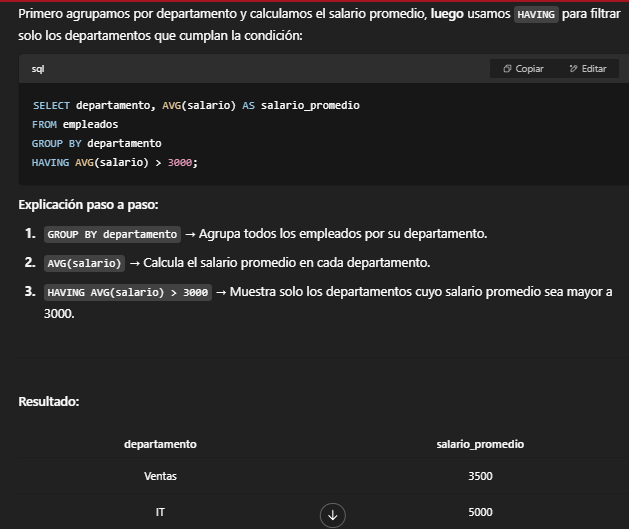 Primero agrupamos por departamento y calculamos el salario promedio, luego usamos HAVING para filtrar
solo los departamentos que cumplan la condición:
sql
Copiar
Editar
SELECT departamento, AVG(salario) AS salario_promedio
FROM empleados
GROUP BY departamento
HAVING AVG(salario) > 3000;
Explicación paso a paso:
1. GROUP BY departamento → Agrupa todos los empleados por su departamento.
2. AVG(salario) → Calcula el salario promedio en cada departamento.
3. HAVING AVG(salario) > 3000 → Muestra solo los departamentos cuyo salario promedio sea mayor a
3000.
Resultado:
departamento salario_promedio
Ventas 3500
IT 5000